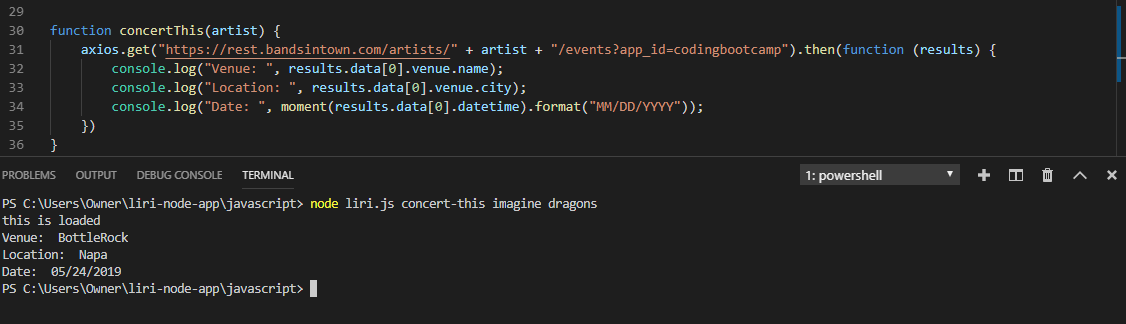 29
30 function concertThis(artist) {
31 axios.get("https://rest.bandsintown.com/artists/" + artist + "/events?app_id=codingbootcamp").then(function (results) {
32 console.log("Venue: ", results.data[0].venue.name);
33 console.log("Location: ", results.data[0].venue.city);
34 console.log("Date: ", moment(results.data[0].datetime).format("MM/DD/YYYY"));
35 })
36 }
PROBLEMS OUTPUT DEBUG CONSOLE TERMINAL 1: powershell
PS C:\Users\Owner\liri-node-app\javascript> node liri.js concert-this imagine dragons
this is loaded
Venue:  BottleRock
Location:  Napa
Date:  05/24/2019
PS C:\Users\Owner\liri-node-app\javascript>